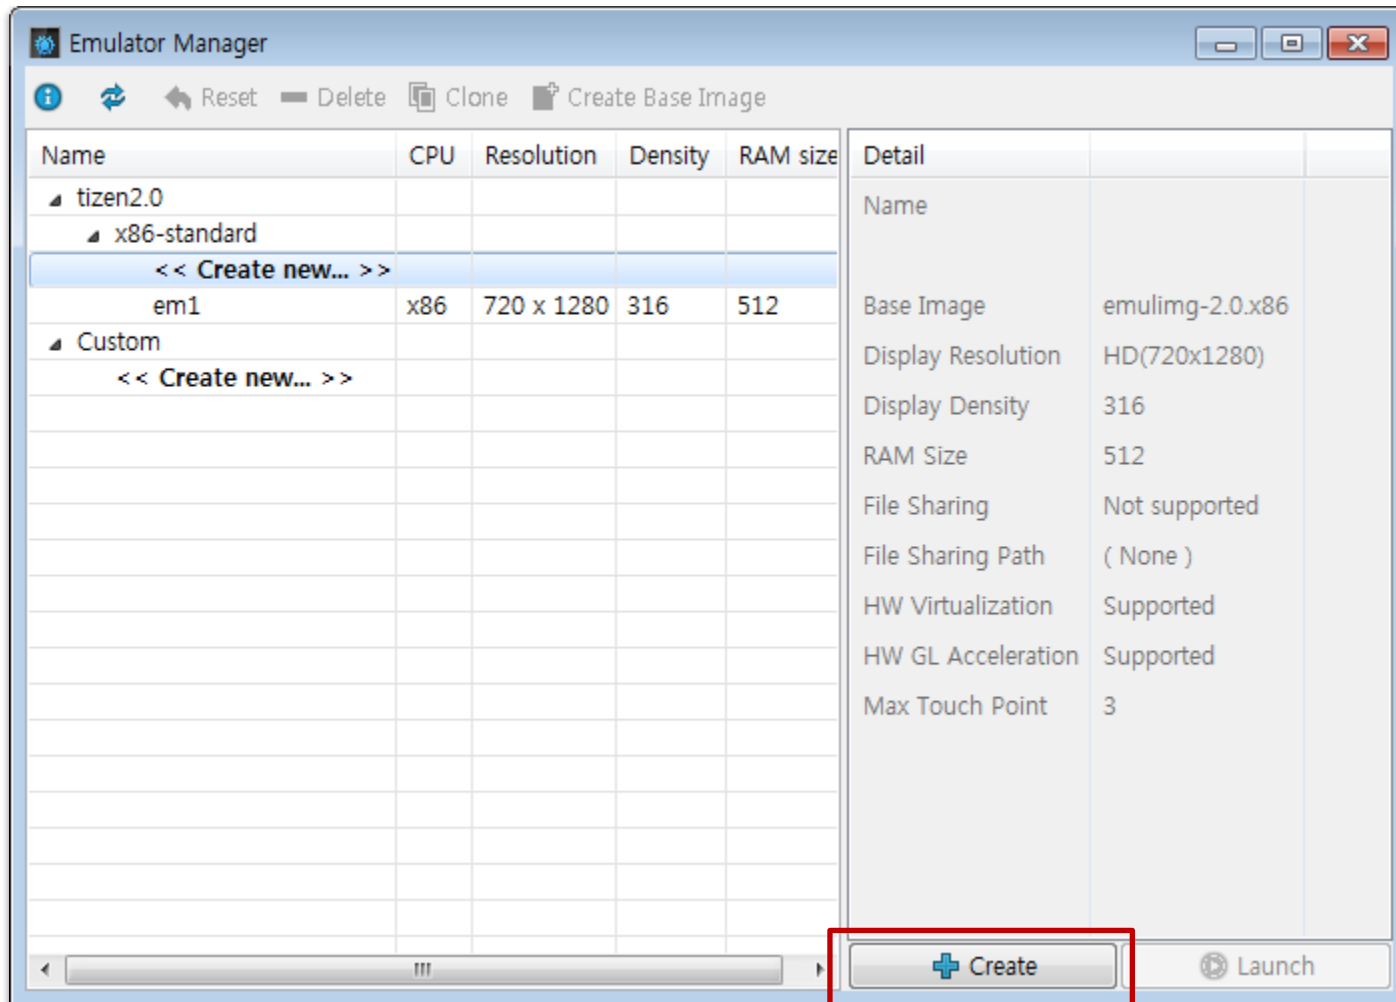 Emulator Manager
Reset Delete Clone Create Base Image
Name CPU Resolution Density RAM size Detail
tizen2.0
Name
x86-standard
<< Create new... >>
em1 x86 720 x 1280 316 512
Base Image emulimg-2.0.x86
Custom
Display Resolution HD(720x1280)
<< Create new... >>
Display Density 316
RAM Size 512
File Sharing Not supported
File Sharing Path ( None )
HW Virtualization Supported
HW GL Acceleration Supported
Max Touch Point 3
Create Launch